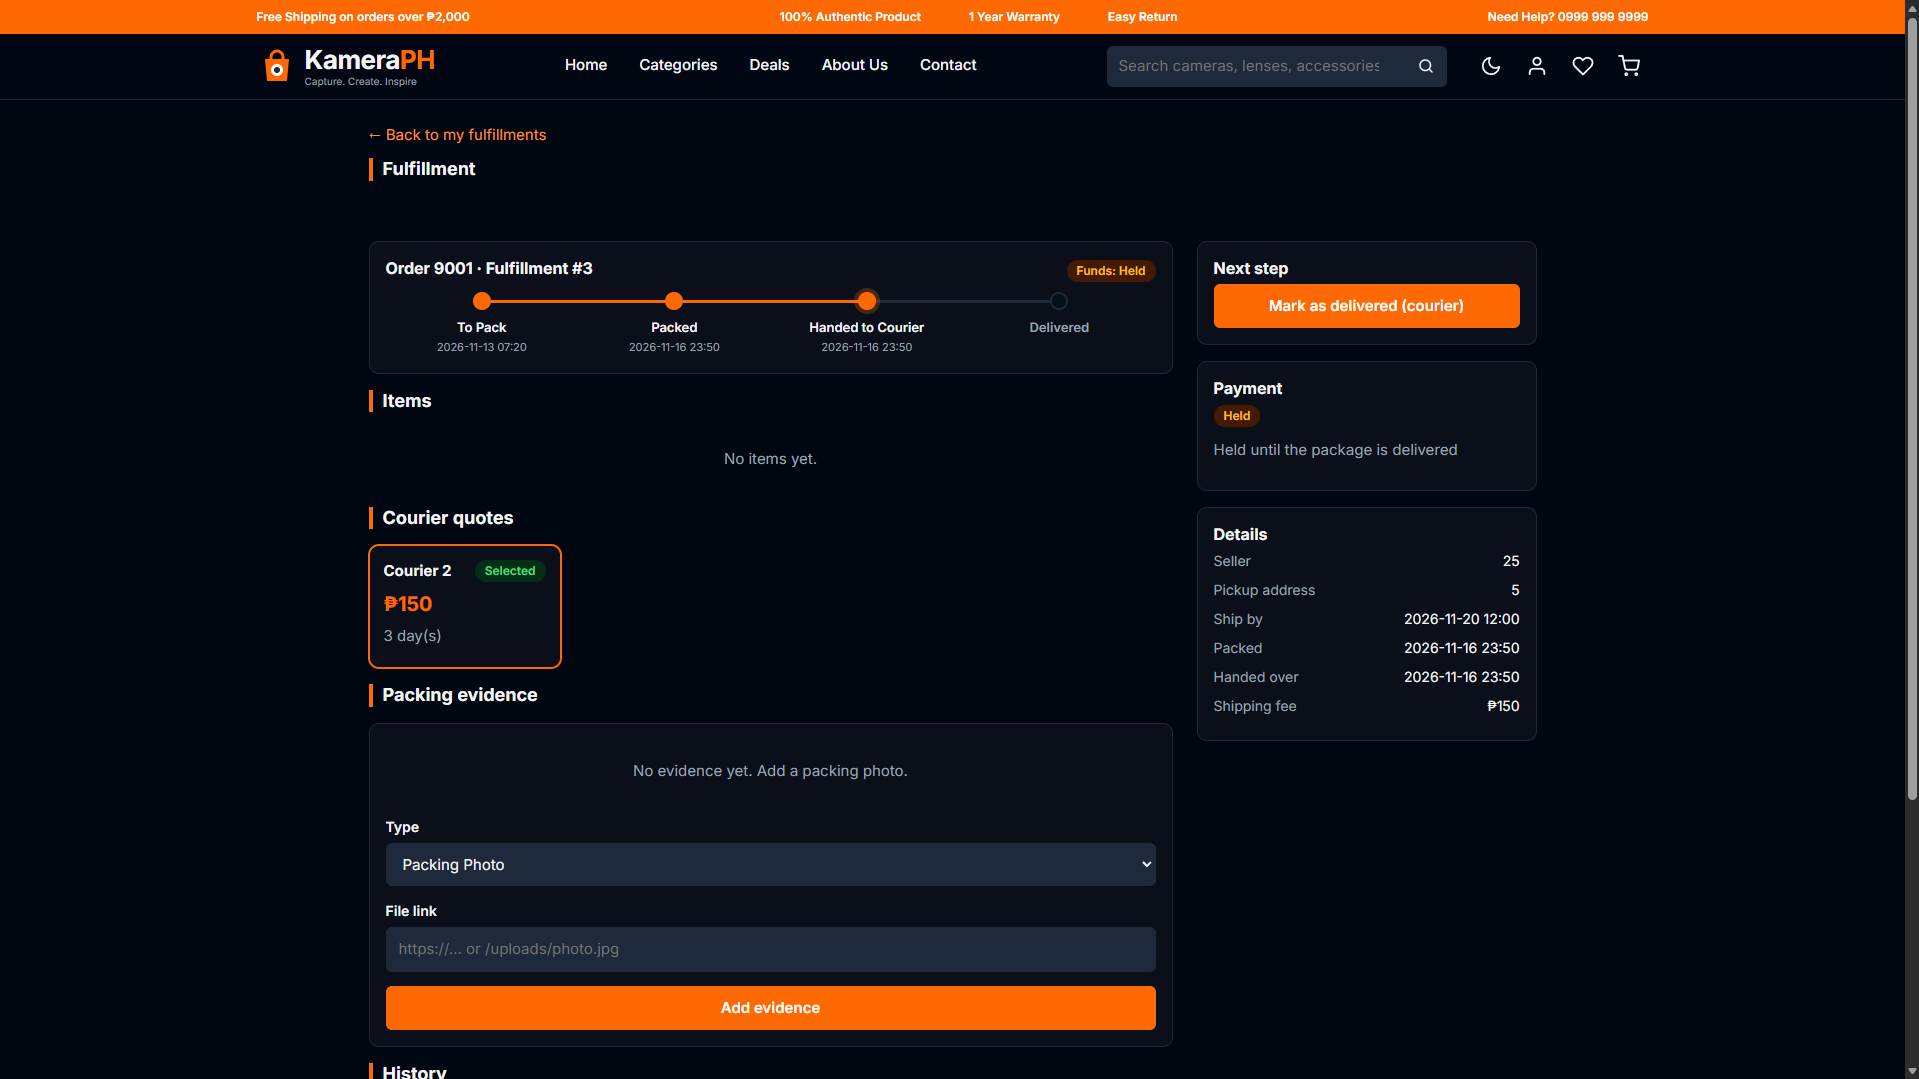 Free Shipping on orders over ₱2,000
100% Authentic Product
1 Year Warranty
Easy Return
Need Help? 0999 999 9999
KameraPH
Capture. Create. Inspire
Home
Categories
Deals
About Us
Contact
Search cameras, lenses, accessories
← Back to my fulfillments
Fulfillment
Order 9001 · Fulfillment #3
Funds: Held
To Pack
2026-11-13 07:20
Packed
2026-11-16 23:50
Handed to Courier
2026-11-16 23:50
Delivered
Items
No items yet.
Courier quotes
Courier 2
Selected
₱150
3 day(s)
Packing evidence
No evidence yet. Add a packing photo.
Type
Packing Photo
File link
https://... or /uploads/photo.jpg
Add evidence
History
Next step
Mark as delivered (courier)
Payment
Held
Held until the package is delivered
Details
Seller 25
Pickup address 5
Ship by 2026-11-20 12:00
Packed 2026-11-16 23:50
Handed over 2026-11-16 23:50
Shipping fee ₱150